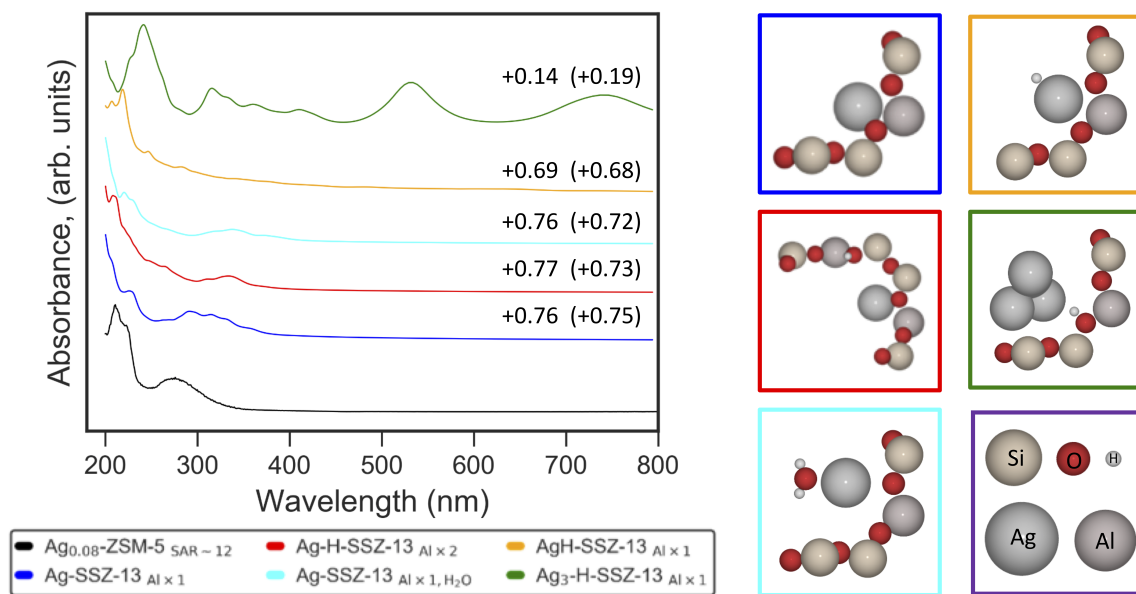 Absorbance, (arb. units)
+0.14 (+0.19)
+0.69 (+0.68)
+0.76 (+0.72)
+0.77 (+0.73)
+0.76 (+0.75)
200 300 400 500 600 700 800
Wavelength (nm)
Ag0.08-ZSM-5 SAR ~ 12
Ag-SSZ-13 Al × 1
Ag-H-SSZ-13 Al × 2
Ag-SSZ-13 Al × 1, H2O
AgH-SSZ-13 Al × 1
Ag3-H-SSZ-13 Al × 1
Si O H
Ag Al